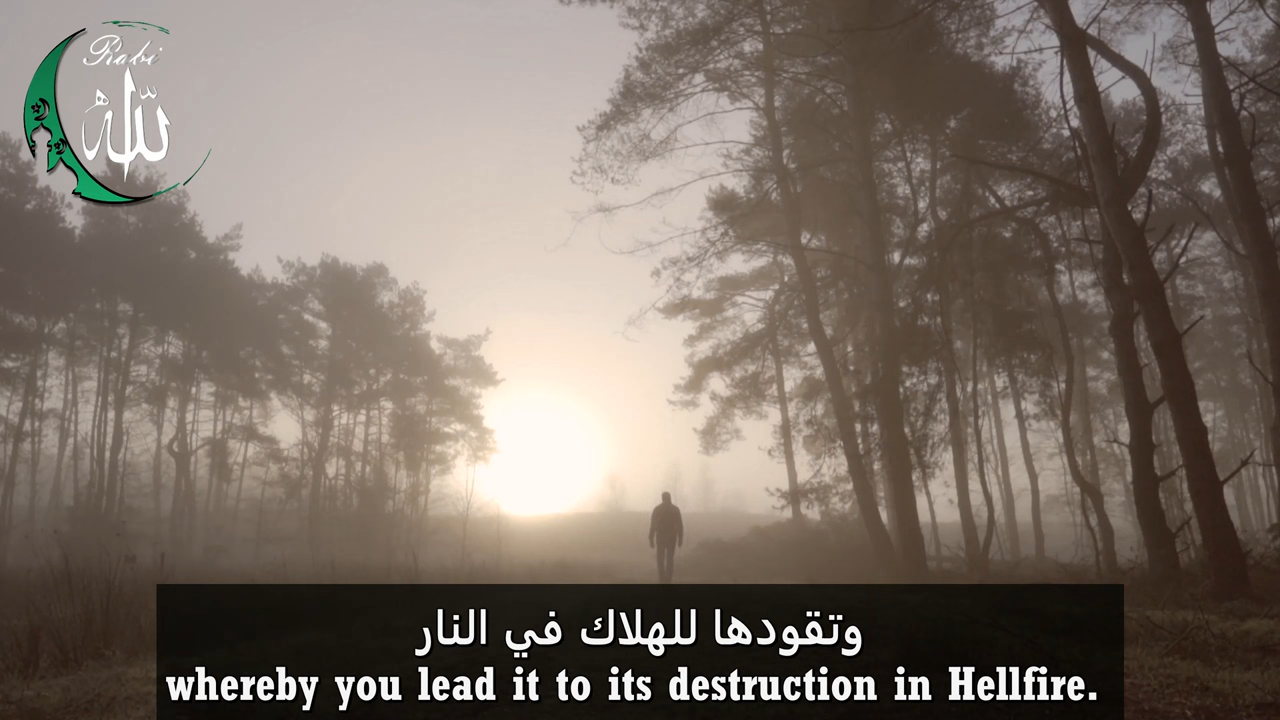 Rabi
الله
وتقودها للهلاك في النار
whereby you lead it to its destruction in Hellfire.